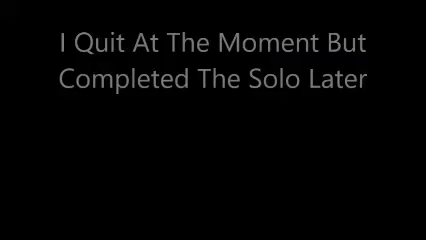 I Quit At The Moment But
Completed The Solo Later